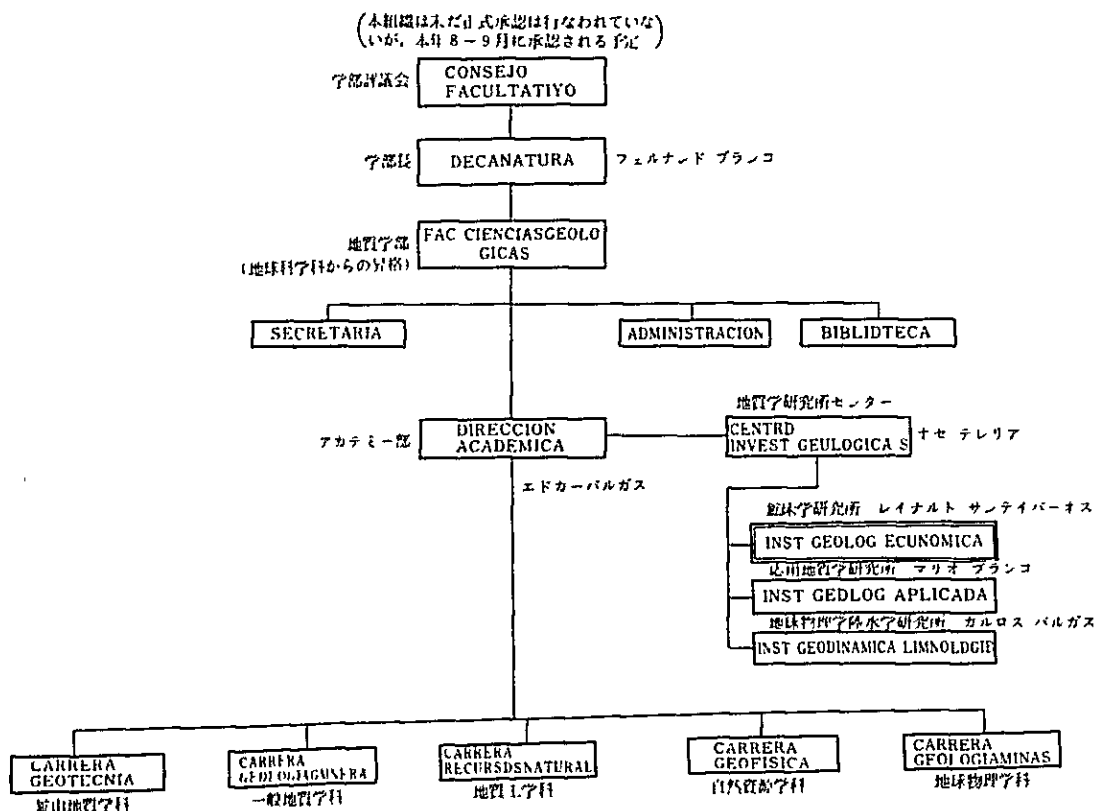 (本組織は未だ正式承認は行なわれていな
いが、本年8-9月に承認される予定)
学部評議会
CONSEJO
FACULTATIYO
学部長
DECANATURA
フェルナンド ブランコ
地質学部
(地球科学科からの昇格)
FAC CIENCIASGEOLO
GICAS
SECRETARIA
ADMINISTRACION
BIBLIDTECA
アカデミー部
DIRECCION
ACADEMICA
地質学研究所センター
CENTRD
INVEST GEULOGICA S
ナセ テレリア
エドカーバルガス
鉱床学研究所 レイナルト サンテイバーオス
INST GEOLOG ECUNOMICA
応用地質学研究所 マリオ ブランコ
INST GEDLOG APLICADA
地球物理学陸水学研究所 カルロス バルガス
INST GEODINAMICA LIMNOLDGIE
CARRERA
GEOTECNIA
鉱山地質学科
CARRERA
GEOLOGIAGUNERA
一般地質学科
CARRERA
RECURSDSNATURAL
地質工学科
CARRERA
GEOFISICA
自然資源学科
CARRERA
GEOLOGIAMINAS
地球物理学科